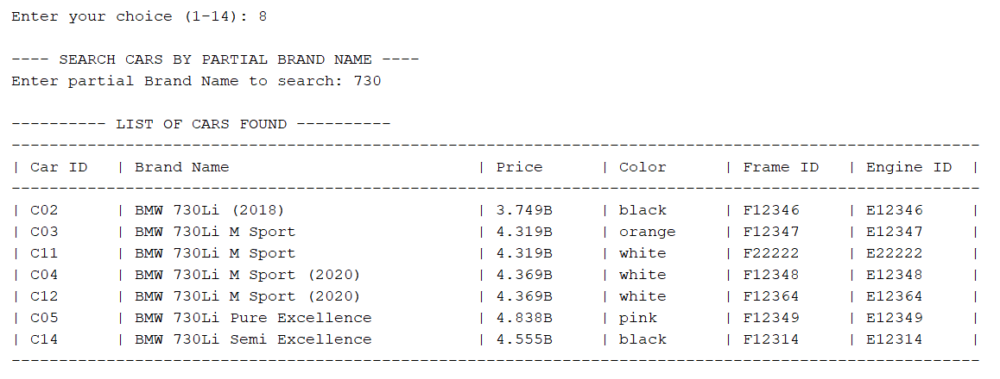 Enter your choice (1-14): 8
---- SEARCH CARS BY PARTIAL BRAND NAME ----
Enter partial Brand Name to search: 730
---------- LIST OF CARS FOUND ----------
------------------------------------------------------------------------------------------------------
| Car ID   | Brand Name                          | Price      | Color      | Frame ID   | Engine ID  |
------------------------------------------------------------------------------------------------------
| C02      | BMW 730Li (2018)                    | 3.749B     | black      | F12346     | E12346     |
| C03      | BMW 730Li M Sport                   | 4.319B     | orange     | F12347     | E12347     |
| C11      | BMW 730Li M Sport                   | 4.319B     | white      | F22222     | E22222     |
| C04      | BMW 730Li M Sport (2020)            | 4.369B     | white      | F12348     | E12348     |
| C12      | BMW 730Li M Sport (2020)            | 4.369B     | white      | F12364     | E12364     |
| C05      | BMW 730Li Pure Excellence           | 4.838B     | pink       | F12349     | E12349     |
| C14      | BMW 730Li Semi Excellence           | 4.555B     | black      | F12314     | E12314     |
------------------------------------------------------------------------------------------------------